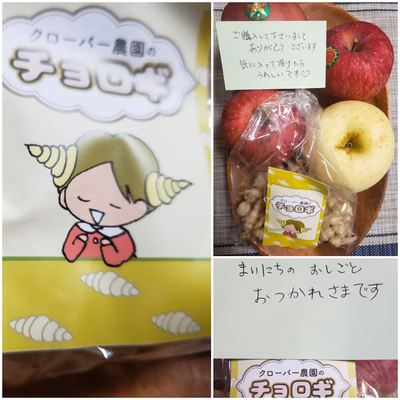 クローバー農園の
チョロギ
ご購入して下さいまして
ありがとうございます
気に入って頂けたら
うれしいです
クローバー農園の
チョロギ
まいにちの おしごと
おつかれさまです
クローバー農園の
チョロギ